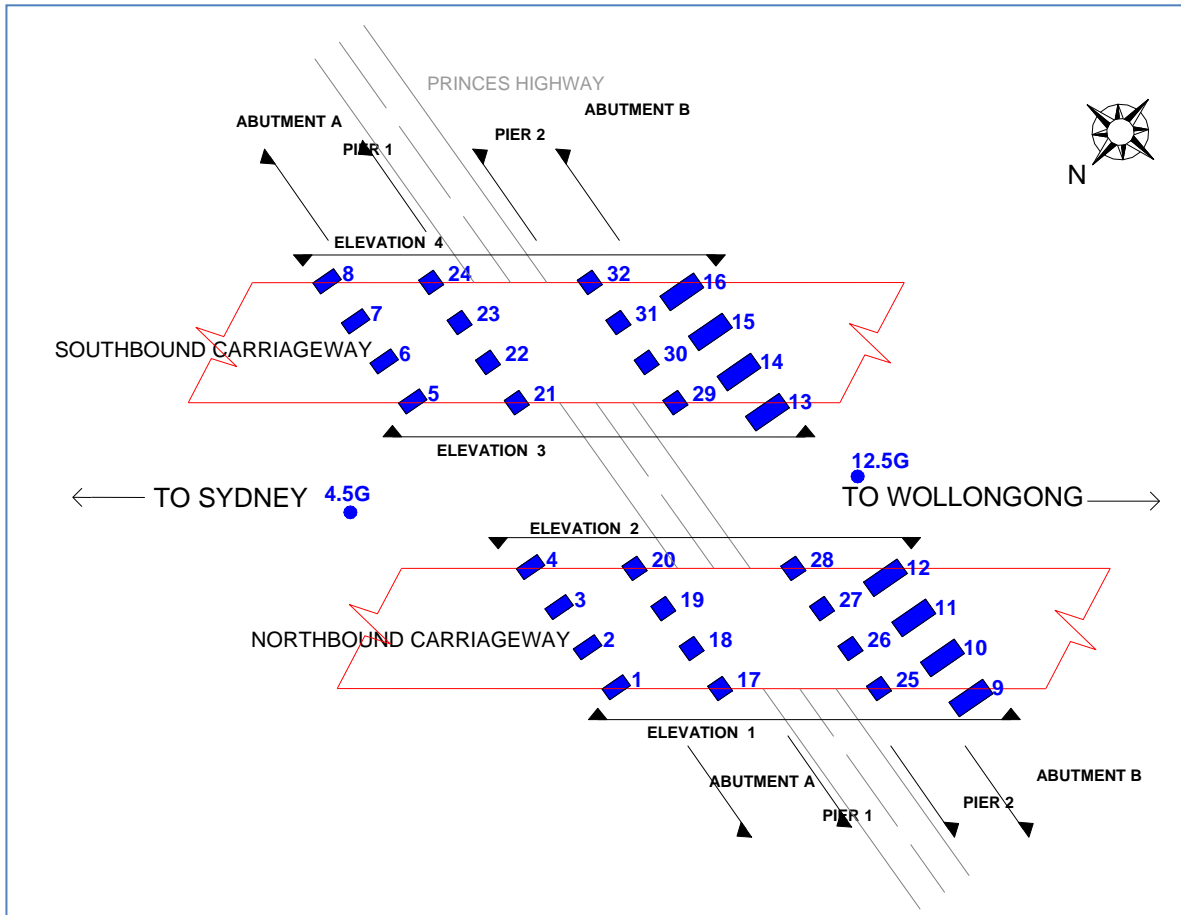 PRINCES HIGHWAY
ABUTMENT B
ABUTMENT A
PIER 2
PIER 1
N
ELEVATION 4
8
24
32
16
7
23
31
15
SOUTHBOUND CARRIAGEWAY
6
22
30
14
5
21
29
13
ELEVATION 3
12.5G
4.5G
TO SYDNEY
TO WOLLONGONG
ELEVATION 2
4
20
28
12
3
19
27
11
NORTHBOUND CARRIAGEWAY
2
18
26
10
1
17
25
9
ELEVATION 1
ABUTMENT A
ABUTMENT B
PIER 1
PIER 2